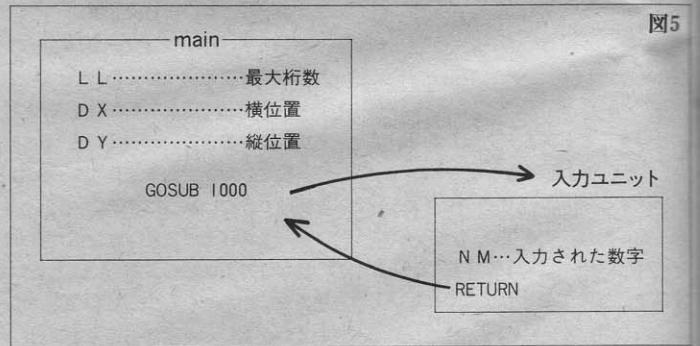 図5
main
LL…………………最大桁数
DX…………………横位置
DY…………………縦位置
GOSUB 1000
入力ユニット
NM…入力された数字
RETURN